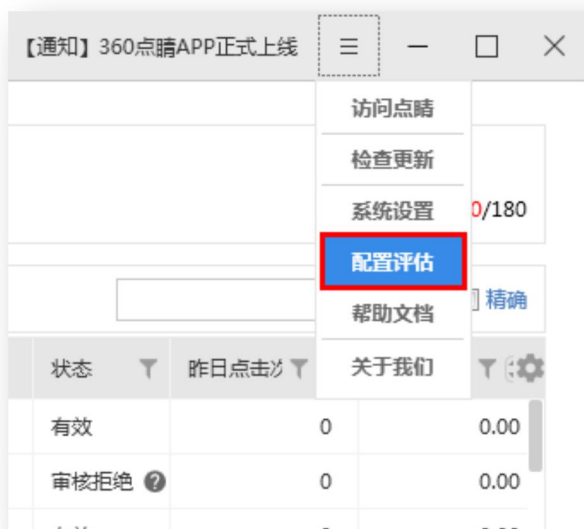 【通知】360点睛APP正式上线
访问点睛
检查更新
系统设置
0/180
配置评估
精确
帮助文档
关于我们
状态 昨日点击次
有效 0 0.00
审核拒绝 ? 0 0.00